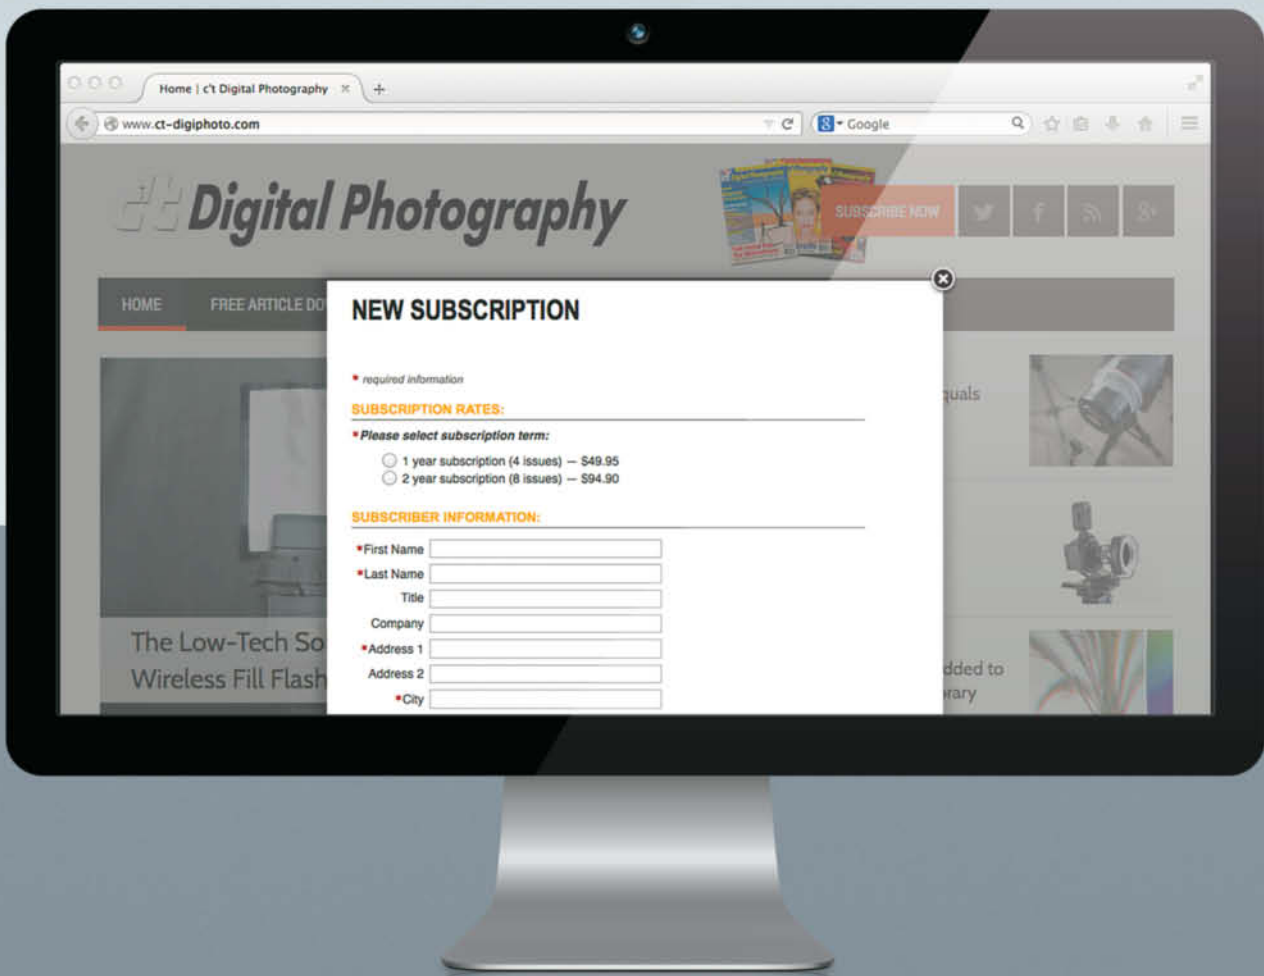 Home | c't Digital Photography
www.ct-digiphoto.com
Google
c't Digital Photography
SUBSCRIBE NOW
HOME
FREE ARTICLE DO
NEW SUBSCRIPTION
* required information
SUBSCRIPTION RATES:
*Please select subscription term:
1 year subscription (4 issues) — $49.95
2 year subscription (8 issues) — $94.90
SUBSCRIBER INFORMATION:
*First Name
*Last Name
Title
Company
*Address 1
Address 2
*City
quals
The Low-Tech So
Wireless Fill Flash
dded to
brary